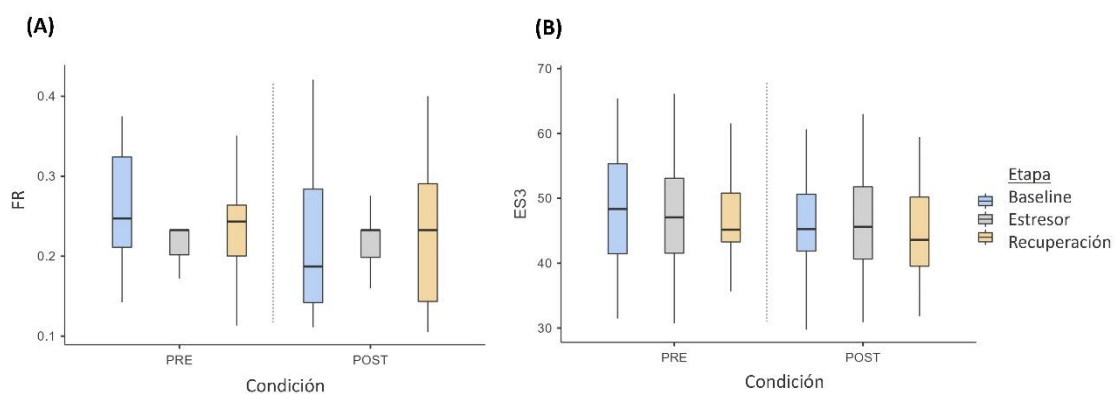 (A)
FR
0.4
0.3
0.2
0.1
PRE
POST
Condición
(B)
ES3
70
60
50
40
30
PRE
POST
Condición
Etapa
Baseline
Estresor
Recuperación